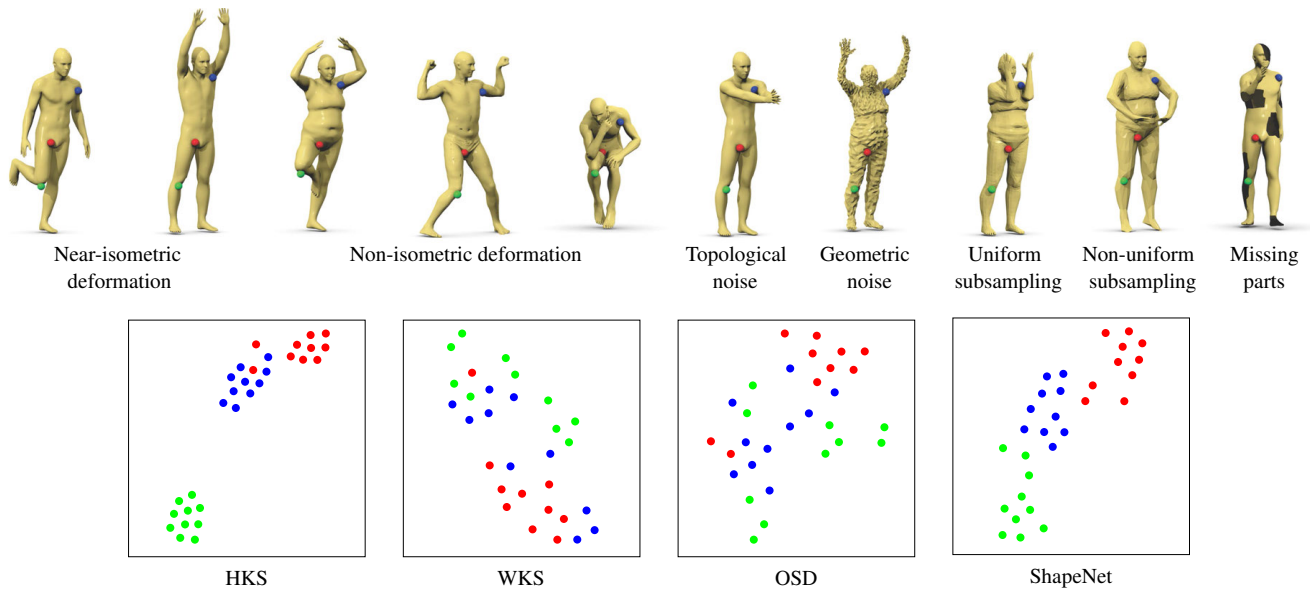 Near-isometric
deformation
Non-isometric deformation
Topological
noise
Geometric
noise
Uniform
subsampling
Non-uniform
subsampling
Missing
parts
HKS
WKS
OSD
ShapeNet